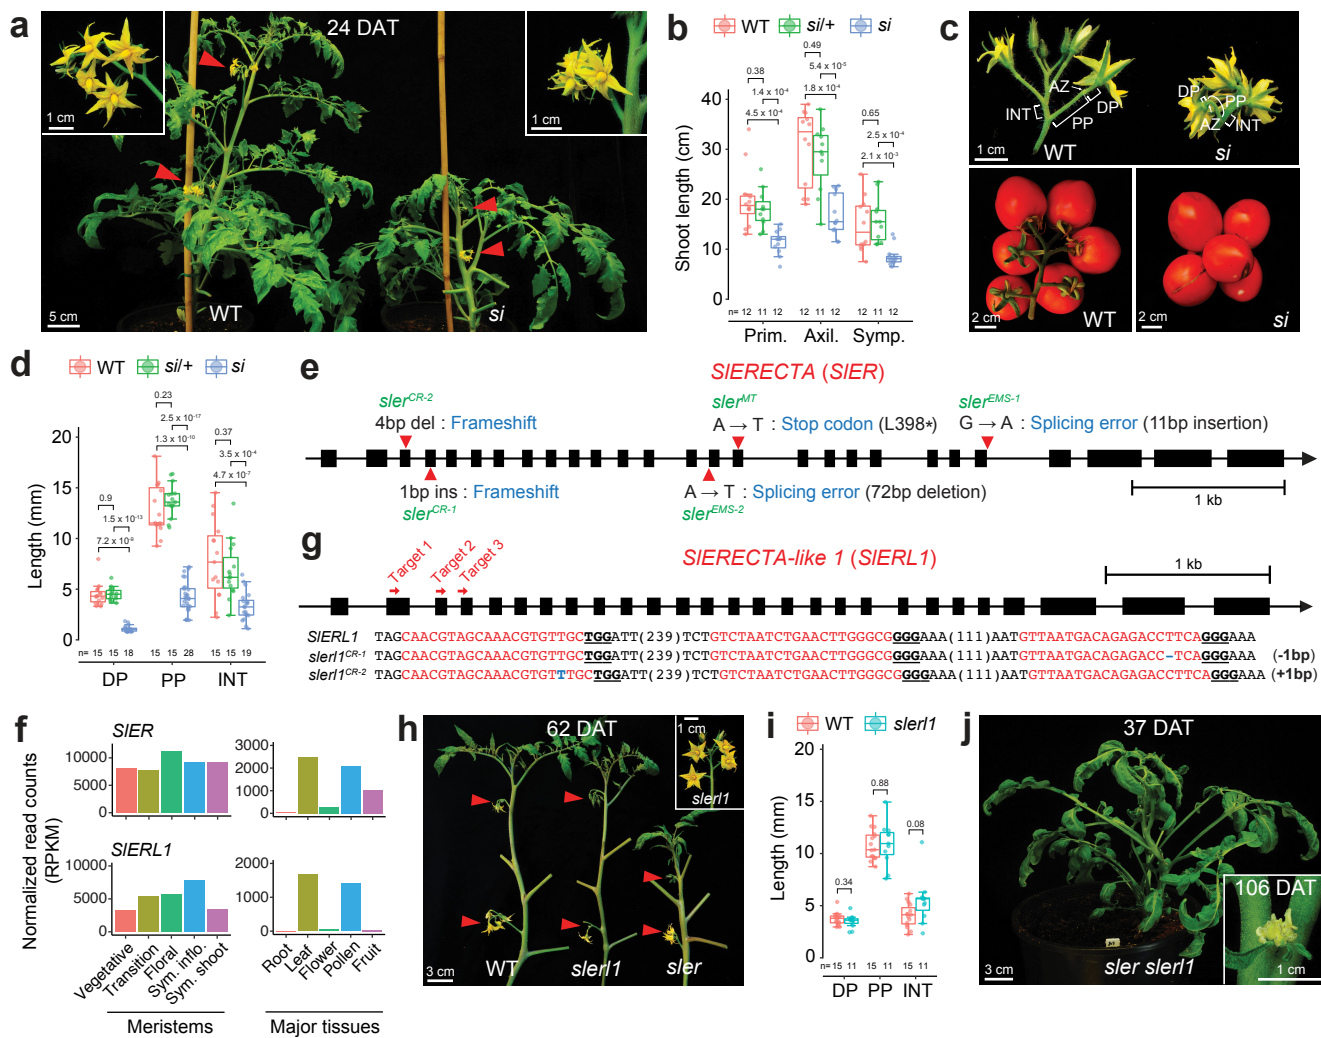 a
24 DAT
1 cm
1 cm
WT
si
5 cm
b
WT si/+ si
0.49
5.4 x 10-5
1.8 x 10-4
0.38
1.4 x 10-4
4.5 x 10-4
0.65
2.5 x 10-4
2.1 x 10-3
Shoot length (cm)
40
30
20
10
0
n= 12 11 12 12 11 12 12 11 12
Prim. Axil. Symp.
c
AZ
DP
INT
PP
1 cm
WT
DP
PP
AZ
INT
si
2 cm
WT
2 cm
si
d
WT si/+ si
0.23
2.5 x 10-17
1.3 x 10-10
0.37
3.5 x 10-4
4.7 x 10-7
0.9
1.5 x 10-13
7.2 x 10-9
Length (mm)
20
15
10
5
0
n= 15 15 18 15 15 28 15 15 19
DP PP INT
e
SlERECTA (SlER)
slerCR-2
4bp del : Frameshift
slerMT
A → T : Stop codon (L398*)
slerEMS-1
G → A : Splicing error (11bp insertion)
1bp ins : Frameshift
slerCR-1
A → T : Splicing error (72bp deletion)
slerEMS-2
1 kb
g
Target 1
Target 2
Target 3
SlERECTA-like 1 (SlERL1)
1 kb
SlERL1 TAGCAACGTAGCAAACGTGTTGCTGGATT(239)TCTGTCTAATCTGAACTTGGGCGGGGAAA(111)AATGTTAATGACAGAGACCTTCAGGGAAA
slerl1CR-1 TAGCAACGTAGCAAACGTGTTGCTGGATT(239)TCTGTCTAATCTGAACTTGGGCGGGGAAA(111)AATGTTAATGACAGAGACC-TCAGGGAAA (-1bp)
slerl1CR-2 TAGCAACGTAGCAAACGTGTTTGCTGGATT(239)TCTGTCTAATCTGAACTTGGGCGGGGAAA(111)AATGTTAATGACAGAGACCTTCAGGGAAA (+1bp)
f
Normalized read counts
(RPKM)
SlER
10000
5000
0
3000
2000
1000
0
SlERL1
10000
5000
0
2000
1000
0
Vegetative
Transition
Floral
Sym. inflo.
Sym. shoot
Meristems
Root
Leaf
Flower
Pollen
Fruit
Major tissues
h
62 DAT
1 cm
slerl1
WT
slerl1
sler
3 cm
i
WT slerl1
0.88
0.08
0.34
Length (mm)
20
15
10
5
0
n= 15 11 15 11 15 11
DP PP INT
j
37 DAT
106 DAT
1 cm
sler slerl1
3 cm